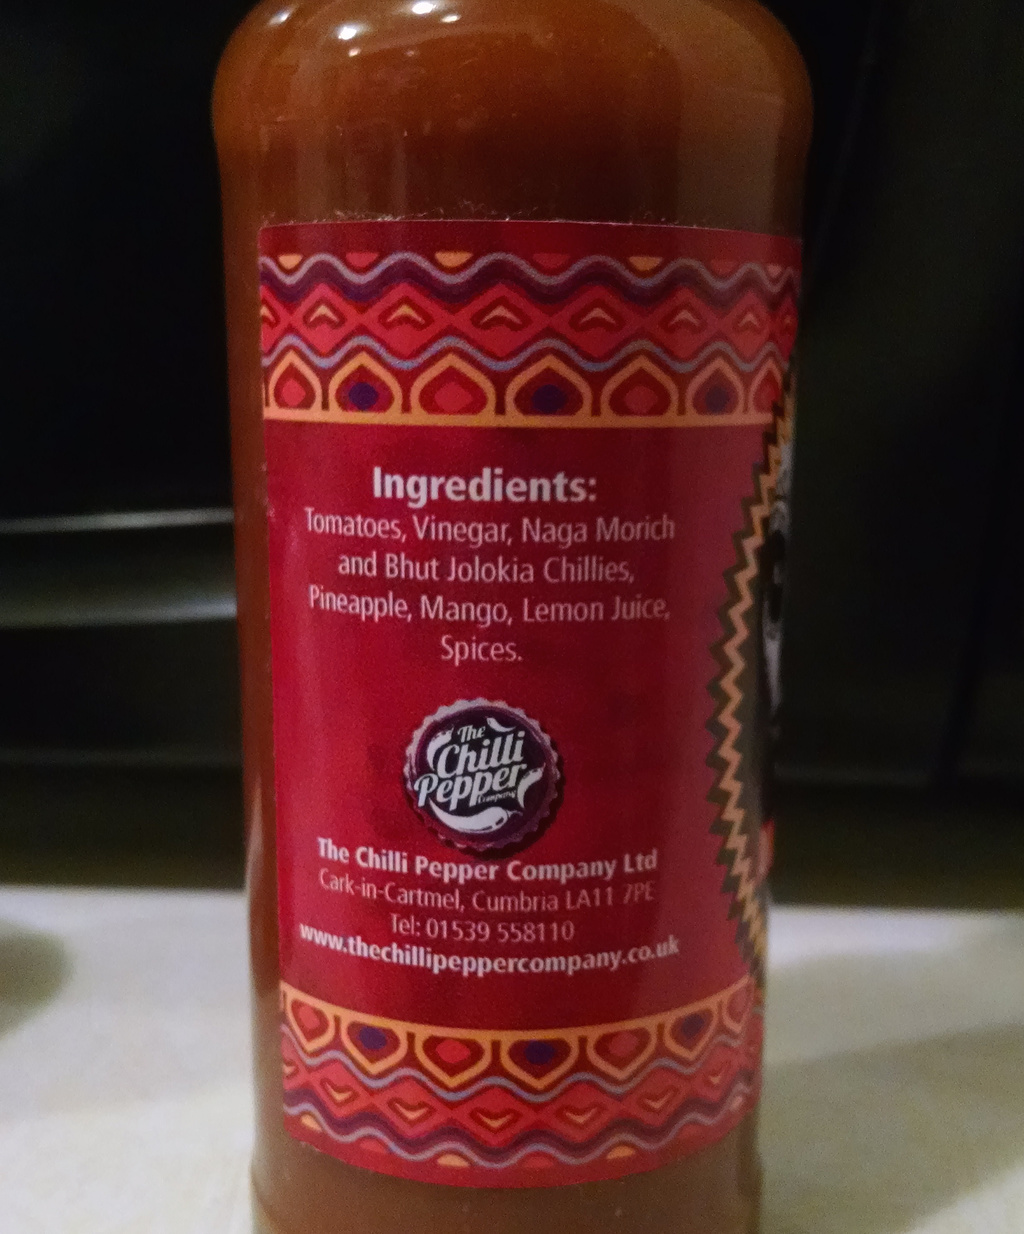 Ingredients:
Tomatoes, Vinegar, Naga Morich
and Bhut Jolokia Chillies,
Pineapple, Mango, Lemon Juice,
Spices.
The
Chilli
Pepper
Company
The Chilli Pepper Company Ltd
Cark-in-Cartmel, Cumbria LA11 7PE
Tel: 01539 558110
www.thechillipeppercompany.co.uk